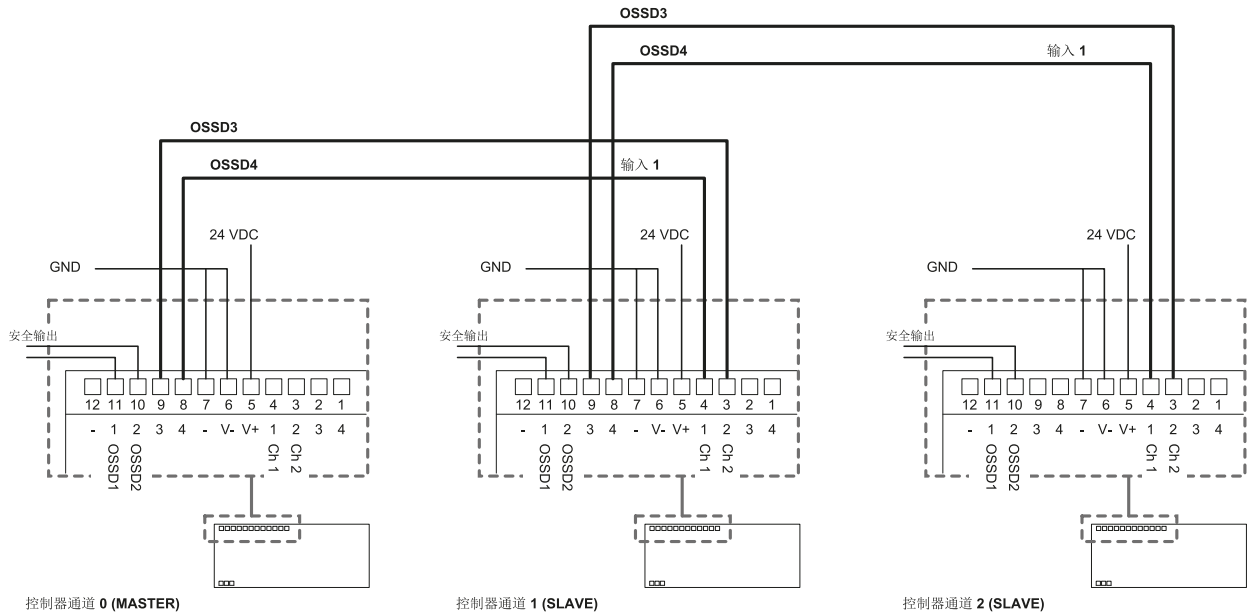 OSSD3
OSSD4 输入 1
OSSD3
OSSD4 输入 1
24 VDC 24 VDC 24 VDC
GND GND GND
安全输出 安全输出 安全输出
12 11 10 9 8 7 6 5 4 3 2 1 12 11 10 9 8 7 6 5 4 3 2 1 12 11 10 9 8 7 6 5 4 3 2 1
- 1 2 3 4 - V- V+ 1 2 3 4 - 1 2 3 4 - V- V+ 1 2 3 4 - 1 2 3 4 - V- V+ 1 2 3 4
OSSD1 OSSD2 Ch 1 Ch 2 OSSD1 OSSD2 Ch 1 Ch 2 OSSD1 OSSD2 Ch 1 Ch 2
控制器通道 0 (MASTER) 控制器通道 1 (SLAVE) 控制器通道 2 (SLAVE)